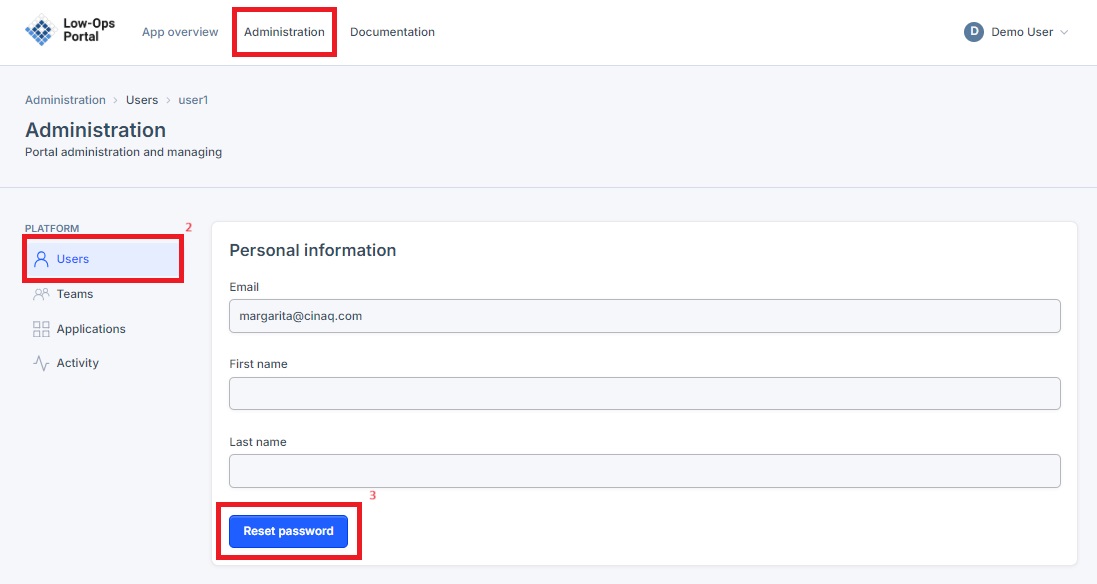 Low-Ops
Portal
App overview Administration Documentation
D Demo User
Administration > Users > user1
Administration
Portal administration and managing
PLATFORM
2
Users
Teams
Applications
Activity
Personal information
Email
margarita@cinaq.com
First name
Last name
3
Reset password